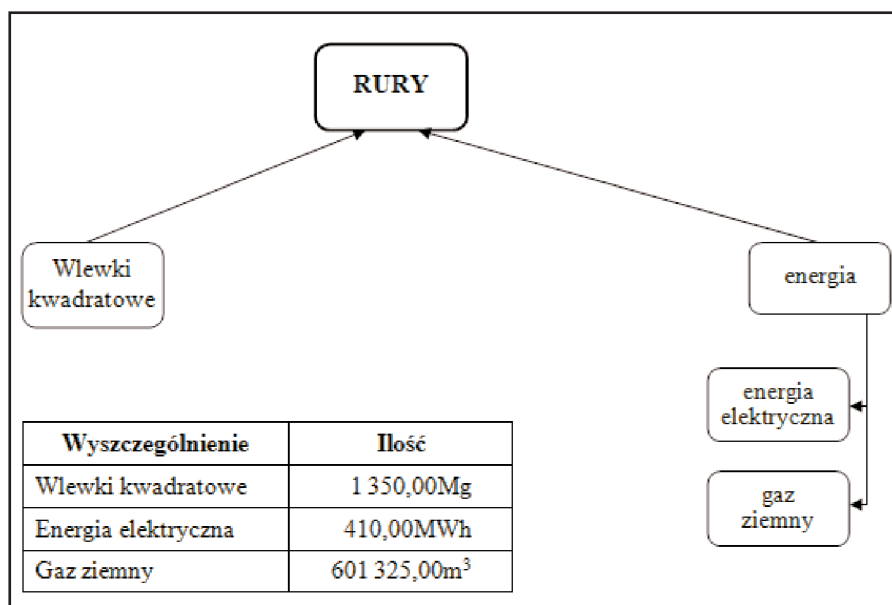 RURY
Wlewki
kwadratowe
energia
energia
elektryczna
gaz
ziemny
Wyszczególnienie Ilość
Wlewki kwadratowe 1 350,00Mg
Energia elektryczna 410,00MWh
Gaz ziemny 601 325,00m³